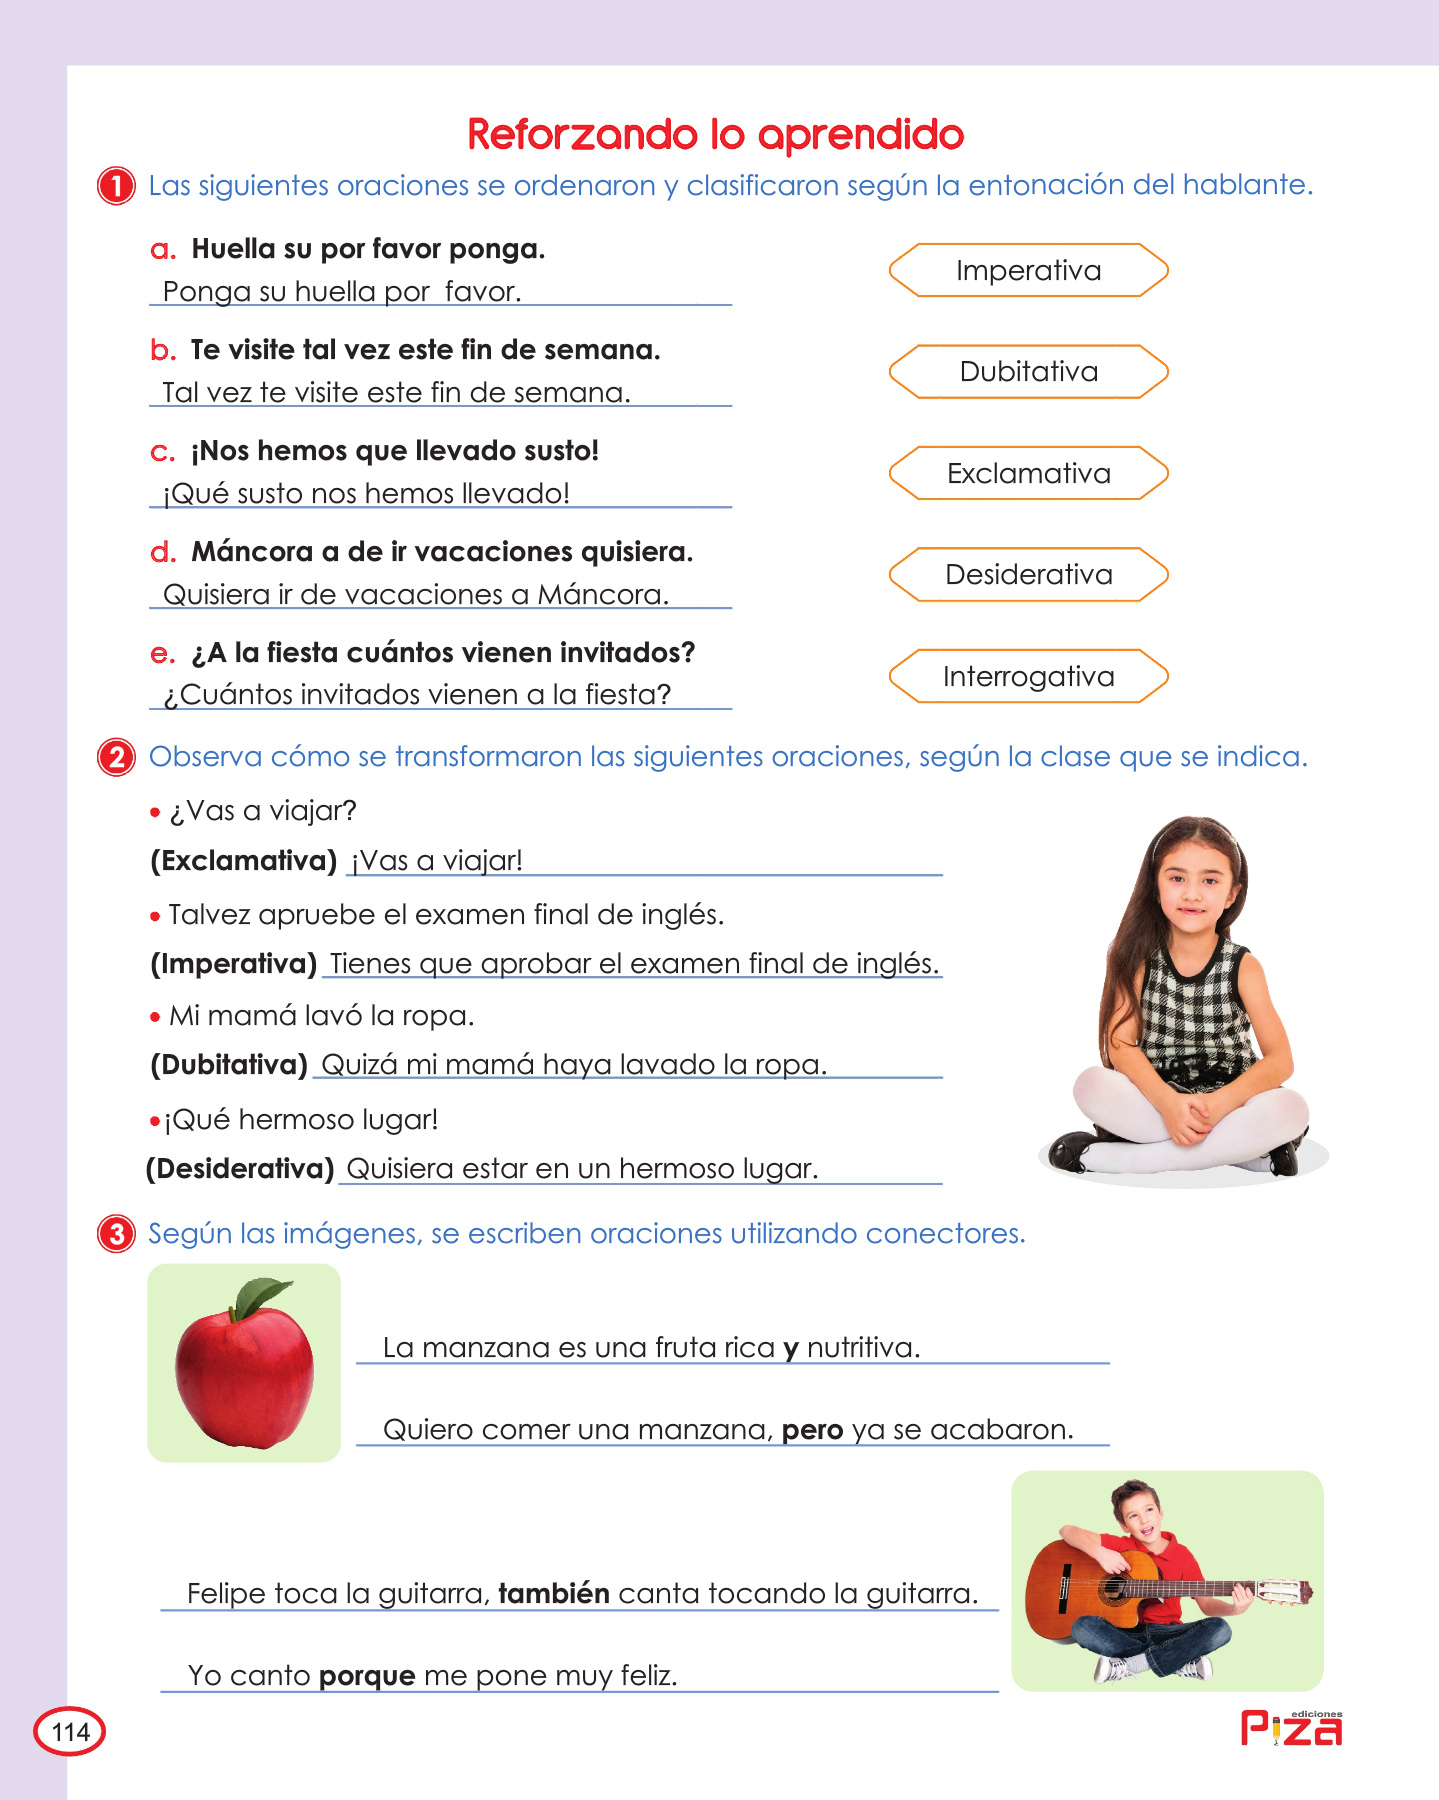 Reforzando lo aprendido
1 Las siguientes oraciones se ordenaron y clasificaron según la entonación del hablante.
a. Huella su por favor ponga.
Ponga su huella por favor.
Imperativa
b. Te visite tal vez este fin de semana.
Tal vez te visite este fin de semana.
Dubitativa
c. ¡Nos hemos que llevado susto!
¡Qué susto nos hemos llevado!
Exclamativa
d. Máncora a de ir vacaciones quisiera.
Quisiera ir de vacaciones a Máncora.
Desiderativa
e. ¿A la fiesta cuántos vienen invitados?
¿Cuántos invitados vienen a la fiesta?
Interrogativa
2 Observa cómo se transformaron las siguientes oraciones, según la clase que se indica.
• ¿Vas a viajar?
(Exclamativa) ¡Vas a viajar!
• Talvez apruebe el examen final de inglés.
(Imperativa) Tienes que aprobar el examen final de inglés.
• Mi mamá lavó la ropa.
(Dubitativa) Quizá mi mamá haya lavado la ropa.
• ¡Qué hermoso lugar!
(Desiderativa) Quisiera estar en un hermoso lugar.
3 Según las imágenes, se escriben oraciones utilizando conectores.
La manzana es una fruta rica y nutritiva.
Quiero comer una manzana, pero ya se acabaron.
Felipe toca la guitarra, también canta tocando la guitarra.
Yo canto porque me pone muy feliz.
114
ediciones
Piza